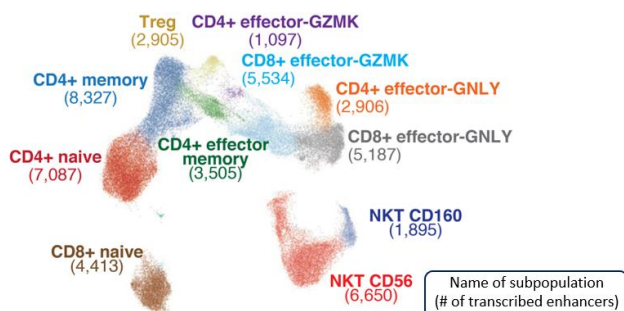 Treg
(2,905)
CD4+ effector-GZMK
(1,097)
CD8+ effector-GZMK
(5,534)
CD4+ memory
(8,327)
CD4+ effector-GNLY
(2,906)
CD8+ effector-GNLY
(5,187)
CD4+ effector
memory
(3,505)
CD4+ naive
(7,087)
NKT CD160
(1,895)
CD8+ naive
(4,413)
NKT CD56
(6,650)
Name of subpopulation
(# of transcribed enhancers)